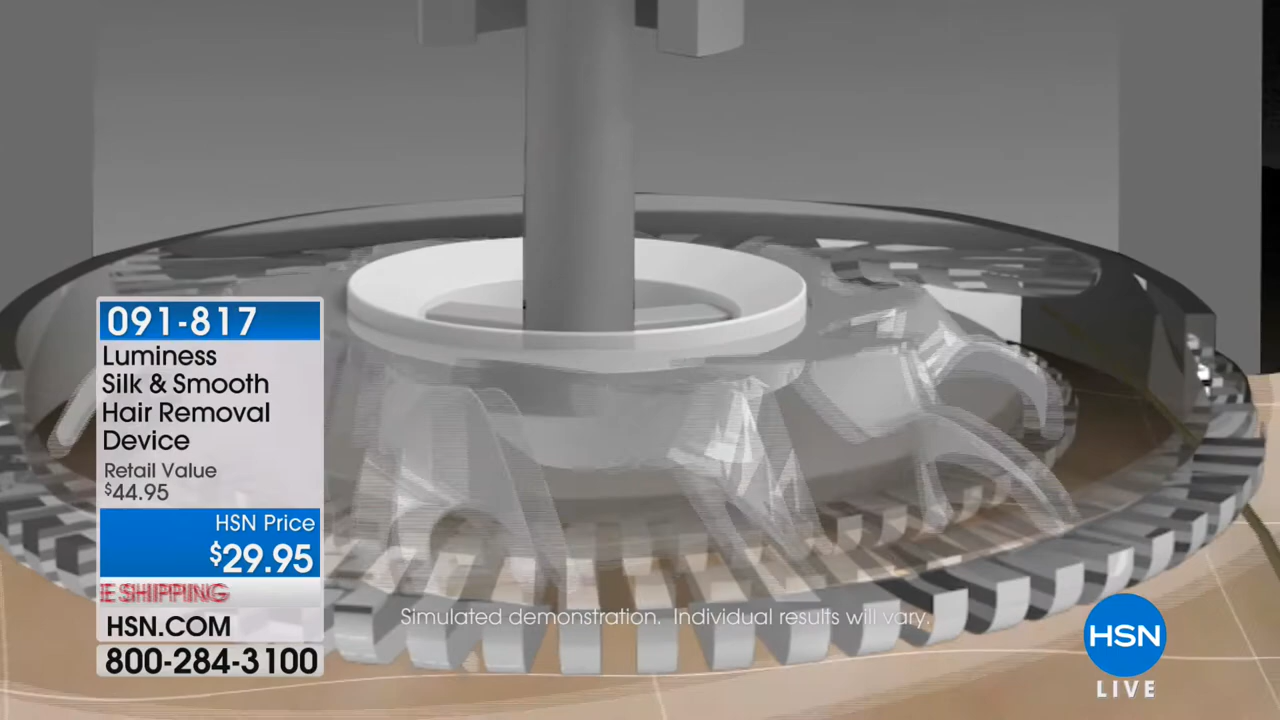 091-817
Luminess
Silk & Smooth
Hair Removal
Device
Retail Value
$44.95
HSN Price
$29.95
E SHIPPING
HSN.COM
800-284-3100
Simulated demonstration. Individual results will vary.
HSN
LIVE